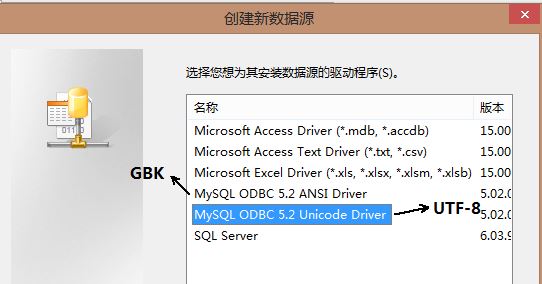 创建新数据源
选择您想为其安装数据源的驱动程序(S)。
名称 版本
Microsoft Access Driver (*.mdb, *.accdb) 15.00
Microsoft Access Text Driver (*.txt, *.csv) 15.00
Microsoft Excel Driver (*.xls, *.xlsx, *.xlsm, *.xlsb) 15.00
GBK
MySQL ODBC 5.2 ANSI Driver 5.02.0
MySQL ODBC 5.2 Unicode Driver 5.02.0
UTF-8
SQL Server 6.03.9